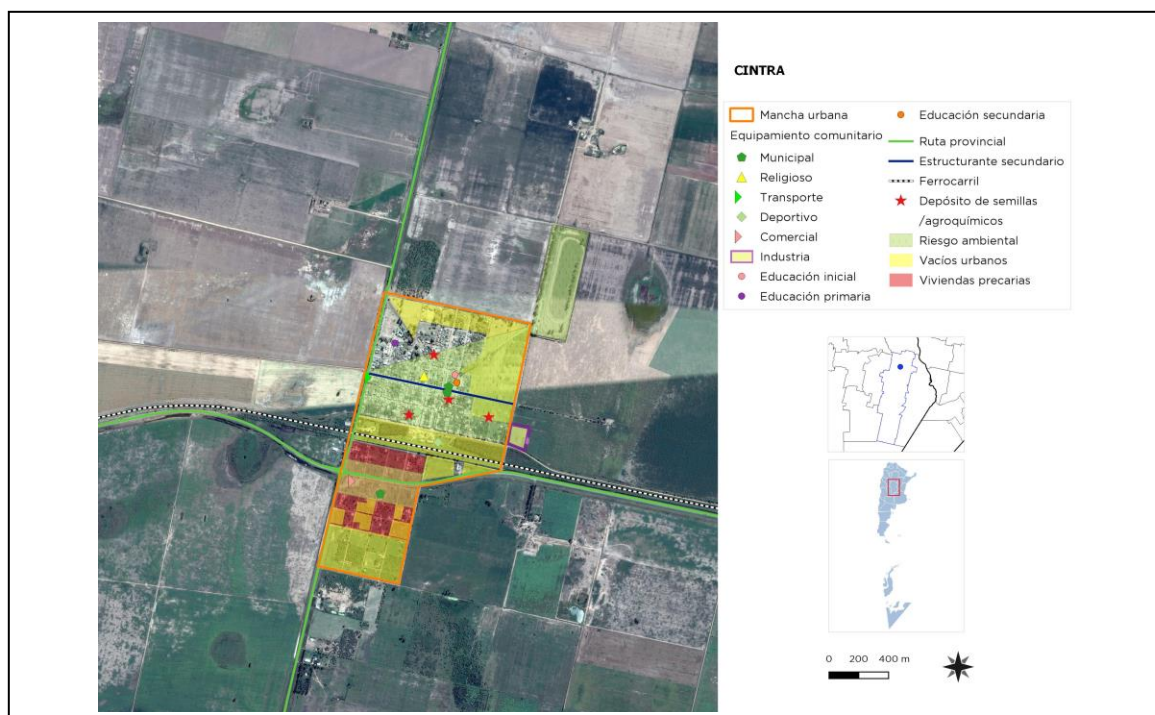 CINTRA
Mancha urbana
Equipamiento comunitario
Municipal
Religioso
Transporte
Deportivo
Comercial
Industria
Educación inicial
Educación primaria
Educación secundaria
Ruta provincial
Estructurante secundario
Ferrocarril
Depósito de semillas
/agroquímicos
Riesgo ambiental
Vacíos urbanos
Viviendas precarias
0 200 400 m